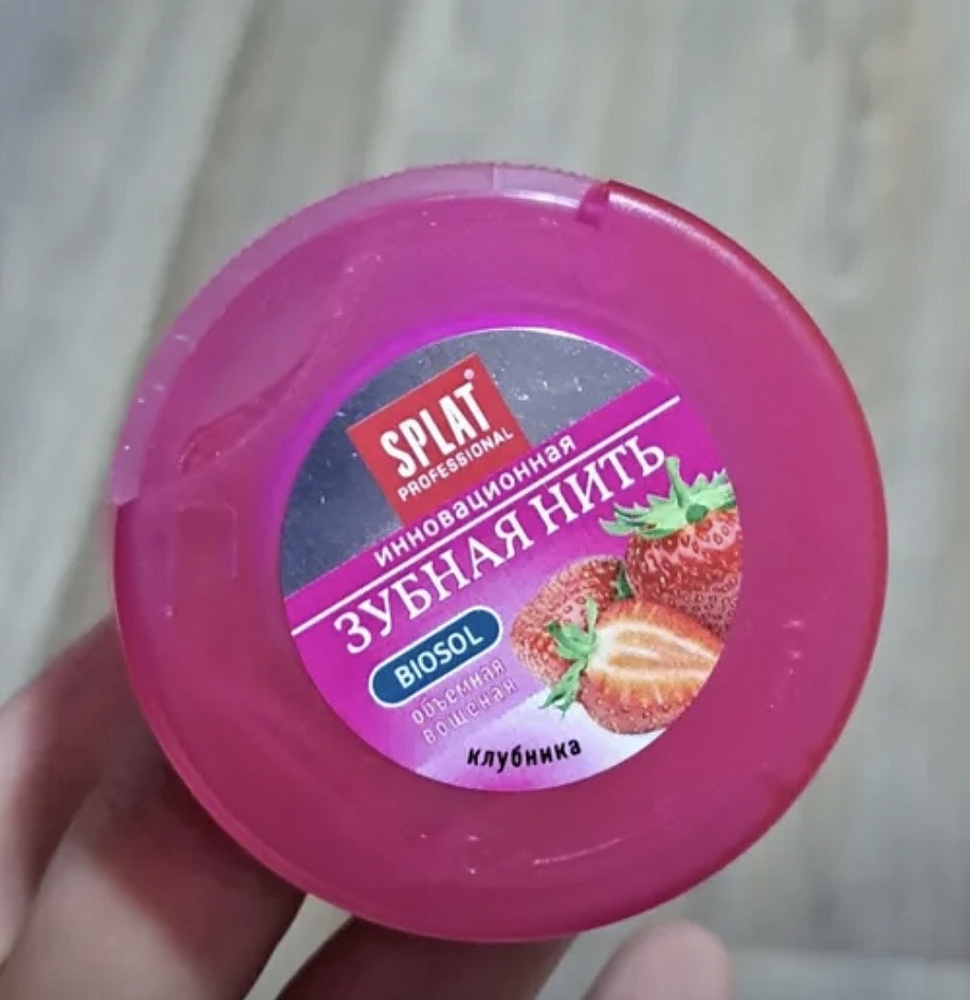 SPLAT®
PROFESSIONAL
инновационная
ЗУБНАЯ НИТЬ
BIOSOL
объемная
вощеная
клубника